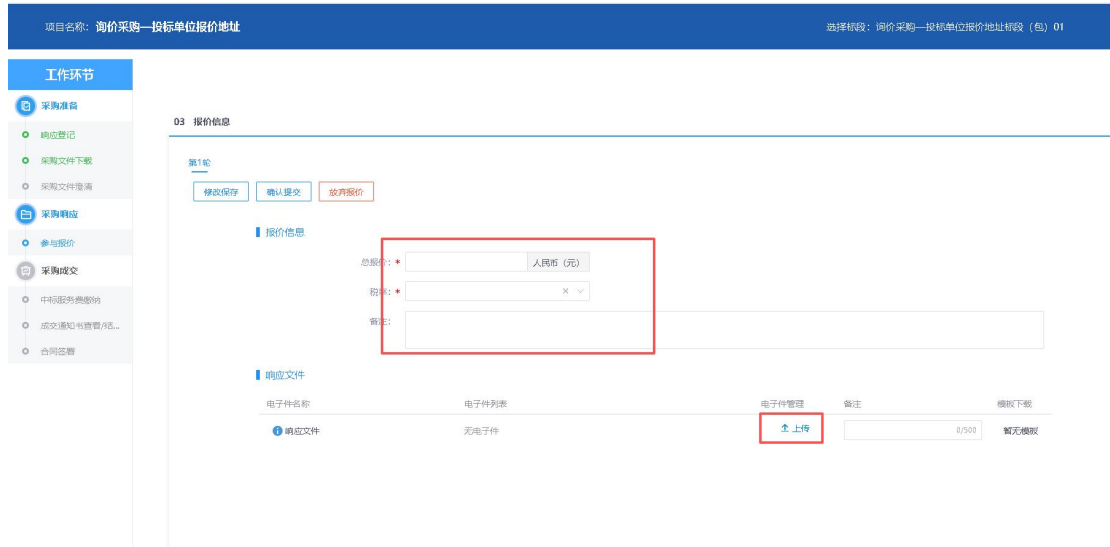 项目名称: 询价采购—投标单位报价地址
选择标段: 询价采购—投标单位报价地址标段（包）01
工作环节
采购准备
响应登记
采购文件下载
采购文件澄清
采购响应
参与报价
采购成交
中标服务费缴纳
成交通知书查看/结...
合同签署
03 报价信息
第1轮
修改保存 确认提交 放弃报价
报价信息
总报价: * 人民币（元）
税率: *
备注:
响应文件
电子件名称 电子件列表 电子件管理 备注 模板下载
响应文件 无电子件 上传 0/500 暂无模板